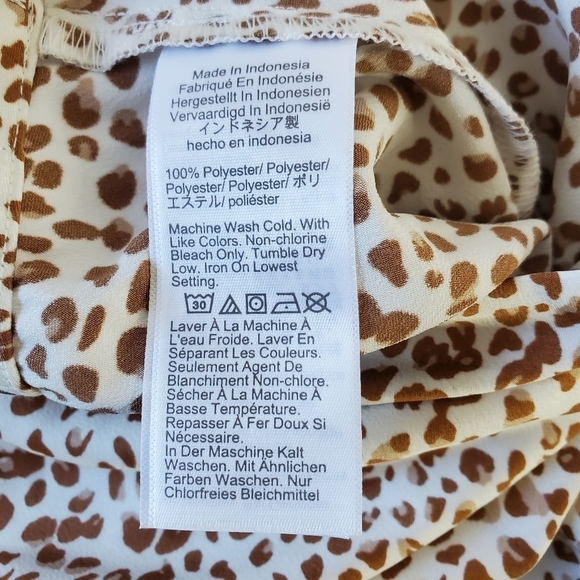 Made In Indonesia
Fabriqué En Indonésie
Hergestellt In Indonesien
Vervaardigd In Indonesië
インドネシア製
hecho en indonesia
100% Polyester/ Polyester/
Polyester/ Polyester/ ポリ
エステル/ poliéster
Machine Wash Cold. With
Like Colors. Non-chlorine
Bleach Only. Tumble Dry
Low. Iron On Lowest
Setting.
30
Laver À La Machine À
L'eau Froide. Laver En
Séparant Les Couleurs.
Seulement Agent De
Blanchiment Non-chlore.
Sécher À La Machine À
Basse Température.
Repasser À Fer Doux Si
Nécessaire.
In Der Maschine Kalt
Waschen. Mit Ähnlichen
Farben Waschen. Nur
Chlorfreies Bleichmittel